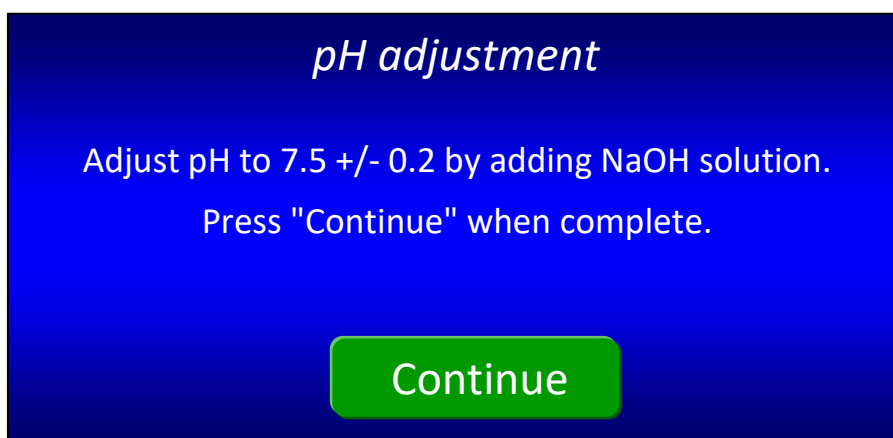 pH adjustment
Adjust pH to 7.5 +/- 0.2 by adding NaOH solution.
Press "Continue" when complete.
Continue